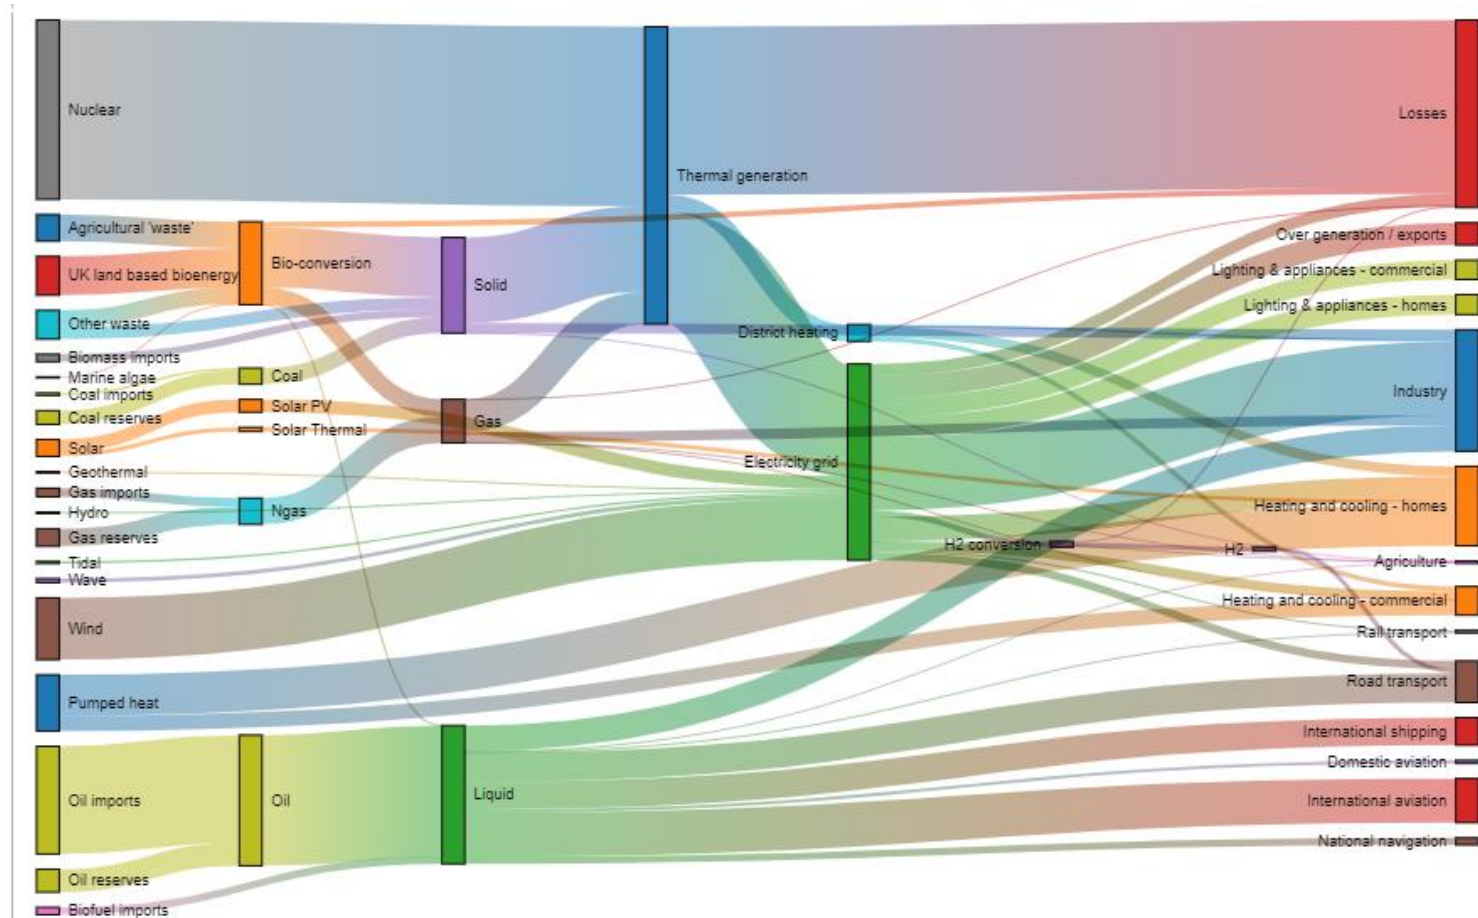 Nuclear
Agricultural 'waste'
UK land based bioenergy
Other waste
Biomass imports
Marine algae
Coal imports
Coal reserves
Solar
Geothermal
Gas imports
Hydro
Gas reserves
Tidal
Wave
Wind
Pumped heat
Oil imports
Oil reserves
Biofuel imports
Bio-conversion
Coal
Solar PV
Solar Thermal
Ngas
Oil
Solid
Gas
Liquid
Thermal generation
District heating
Electricity grid
H2 conversion
H2
Losses
Over generation / exports
Lighting & appliances - commercial
Lighting & appliances - homes
Industry
Heating and cooling - homes
Agriculture
Heating and cooling - commercial
Rail transport
Road transport
International shipping
Domestic aviation
International aviation
National navigation